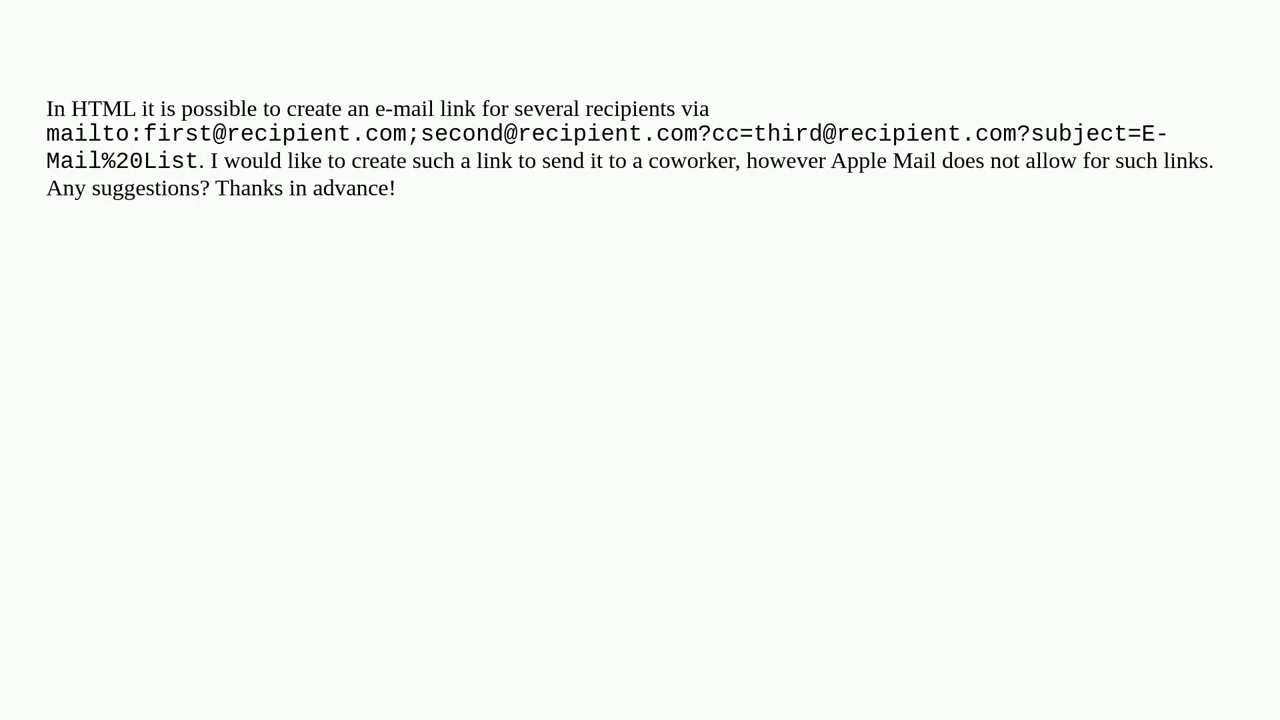 In HTML it is possible to create an e-mail link for several recipients via
mailto:first@recipient.com;second@recipient.com?cc=third@recipient.com?subject=E-
Mail%20List. I would like to create such a link to send it to a coworker, however Apple Mail does not allow for such links.
Any suggestions? Thanks in advance!